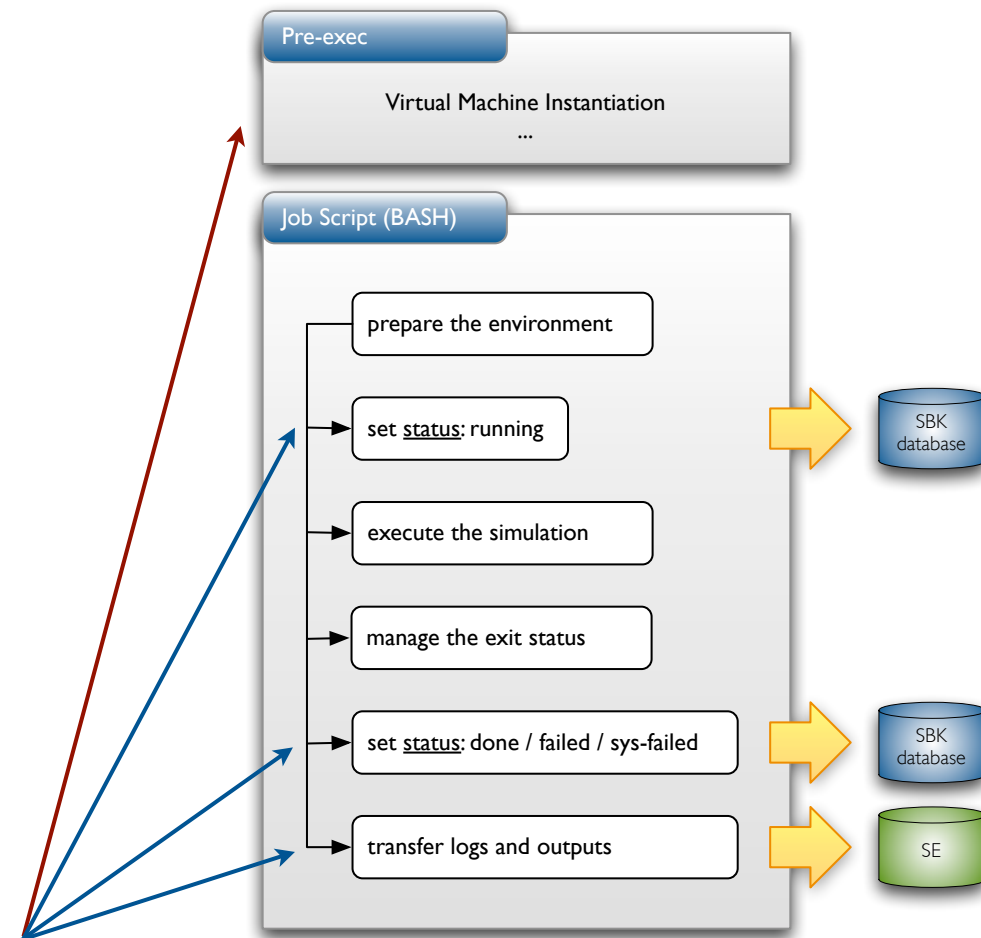 Pre-exec
Virtual Machine Instantiation
...
Job Script (BASH)
prepare the environment
set status: running
SBK
database
execute the simulation
manage the exit status
set status: done / failed / sys-failed
SBK
database
transfer logs and outputs
SE